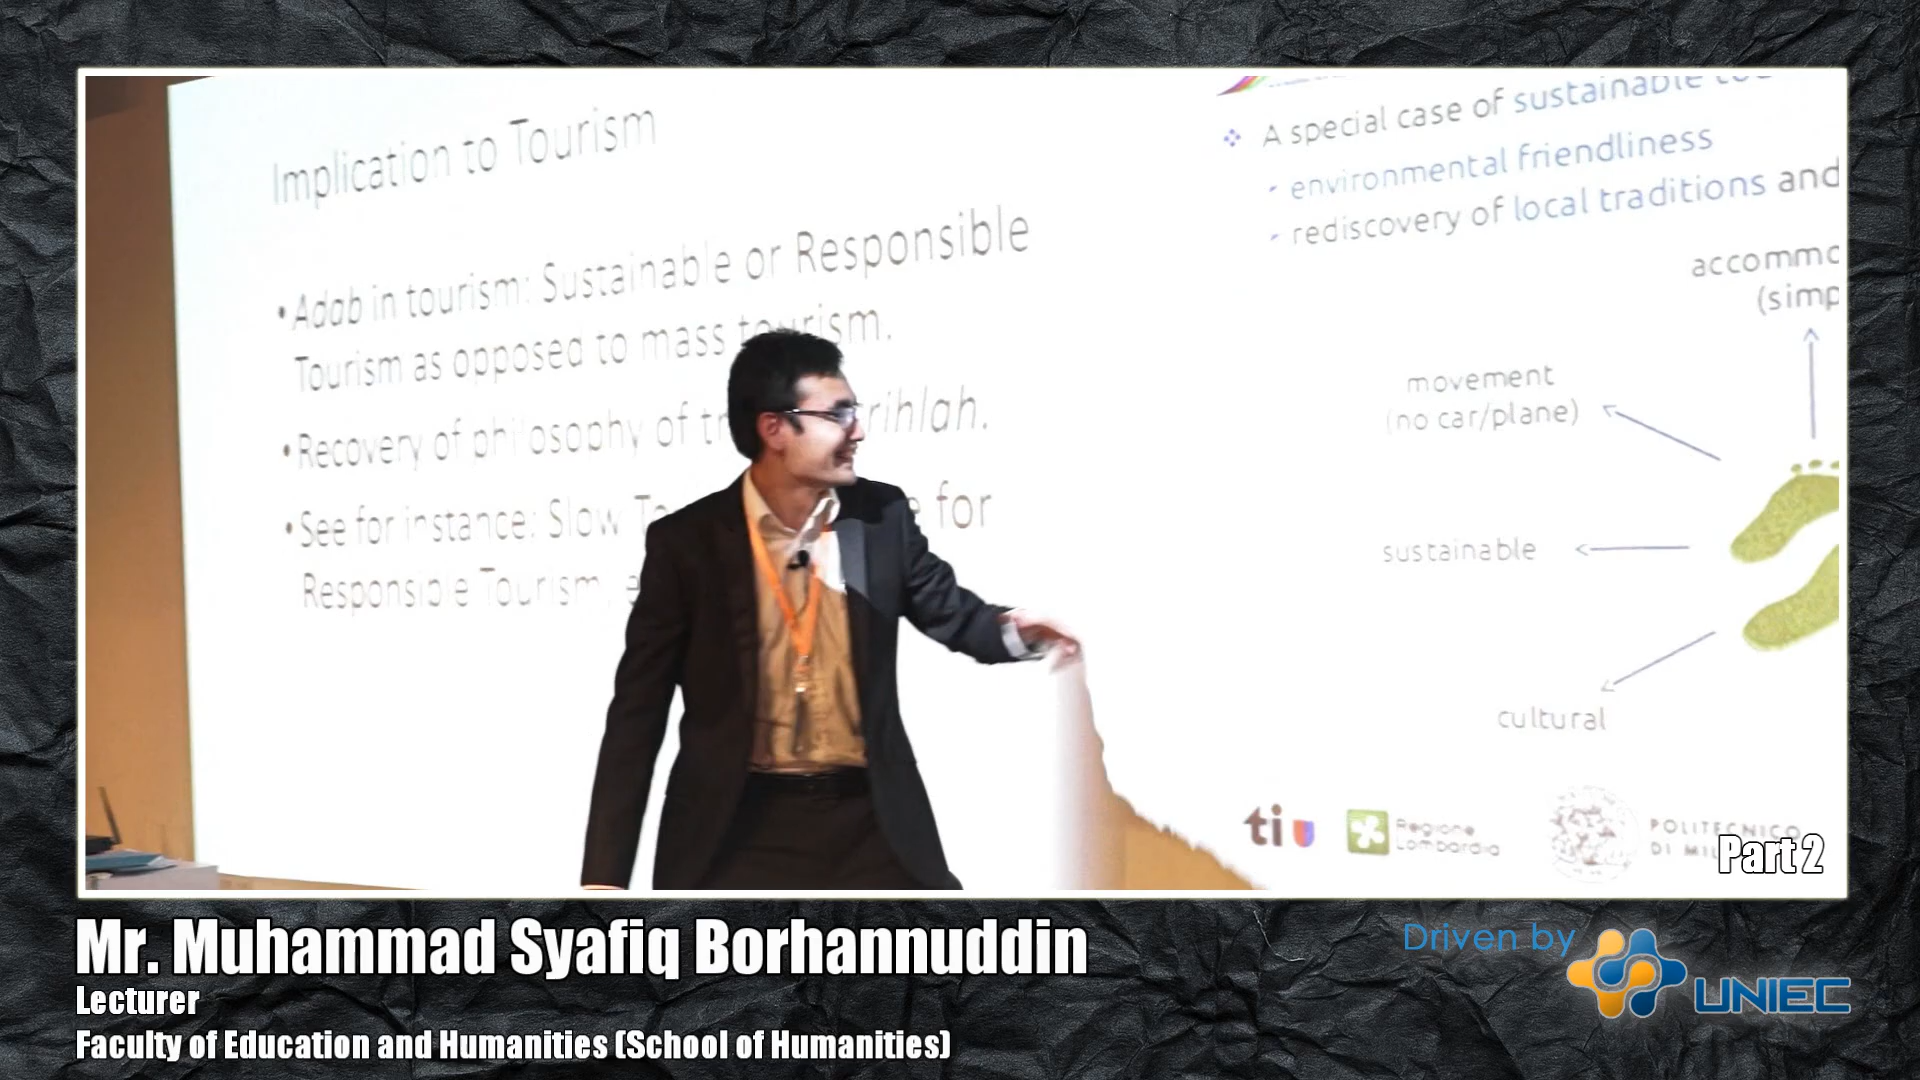 Implication to Tourism
•Adab in tourism: Sustainable or Responsible
Tourism as opposed to mass tourism.
•Recovery of philosophy of rihlah.
•See for instance: Slow for
Responsible Tourism,
A special case of sustainable
environmental friendliness
rediscovery of local traditions and
accommo
(simp
movement
(no car/plane)
sustainable
cultural
ti
Regione
Lombardia
POLITECNICO
DI MIL
Part 2
Mr. Muhammad Syafiq Borhannuddin
Lecturer
Faculty of Education and Humanities (School of Humanities)
Driven by
UNIEC